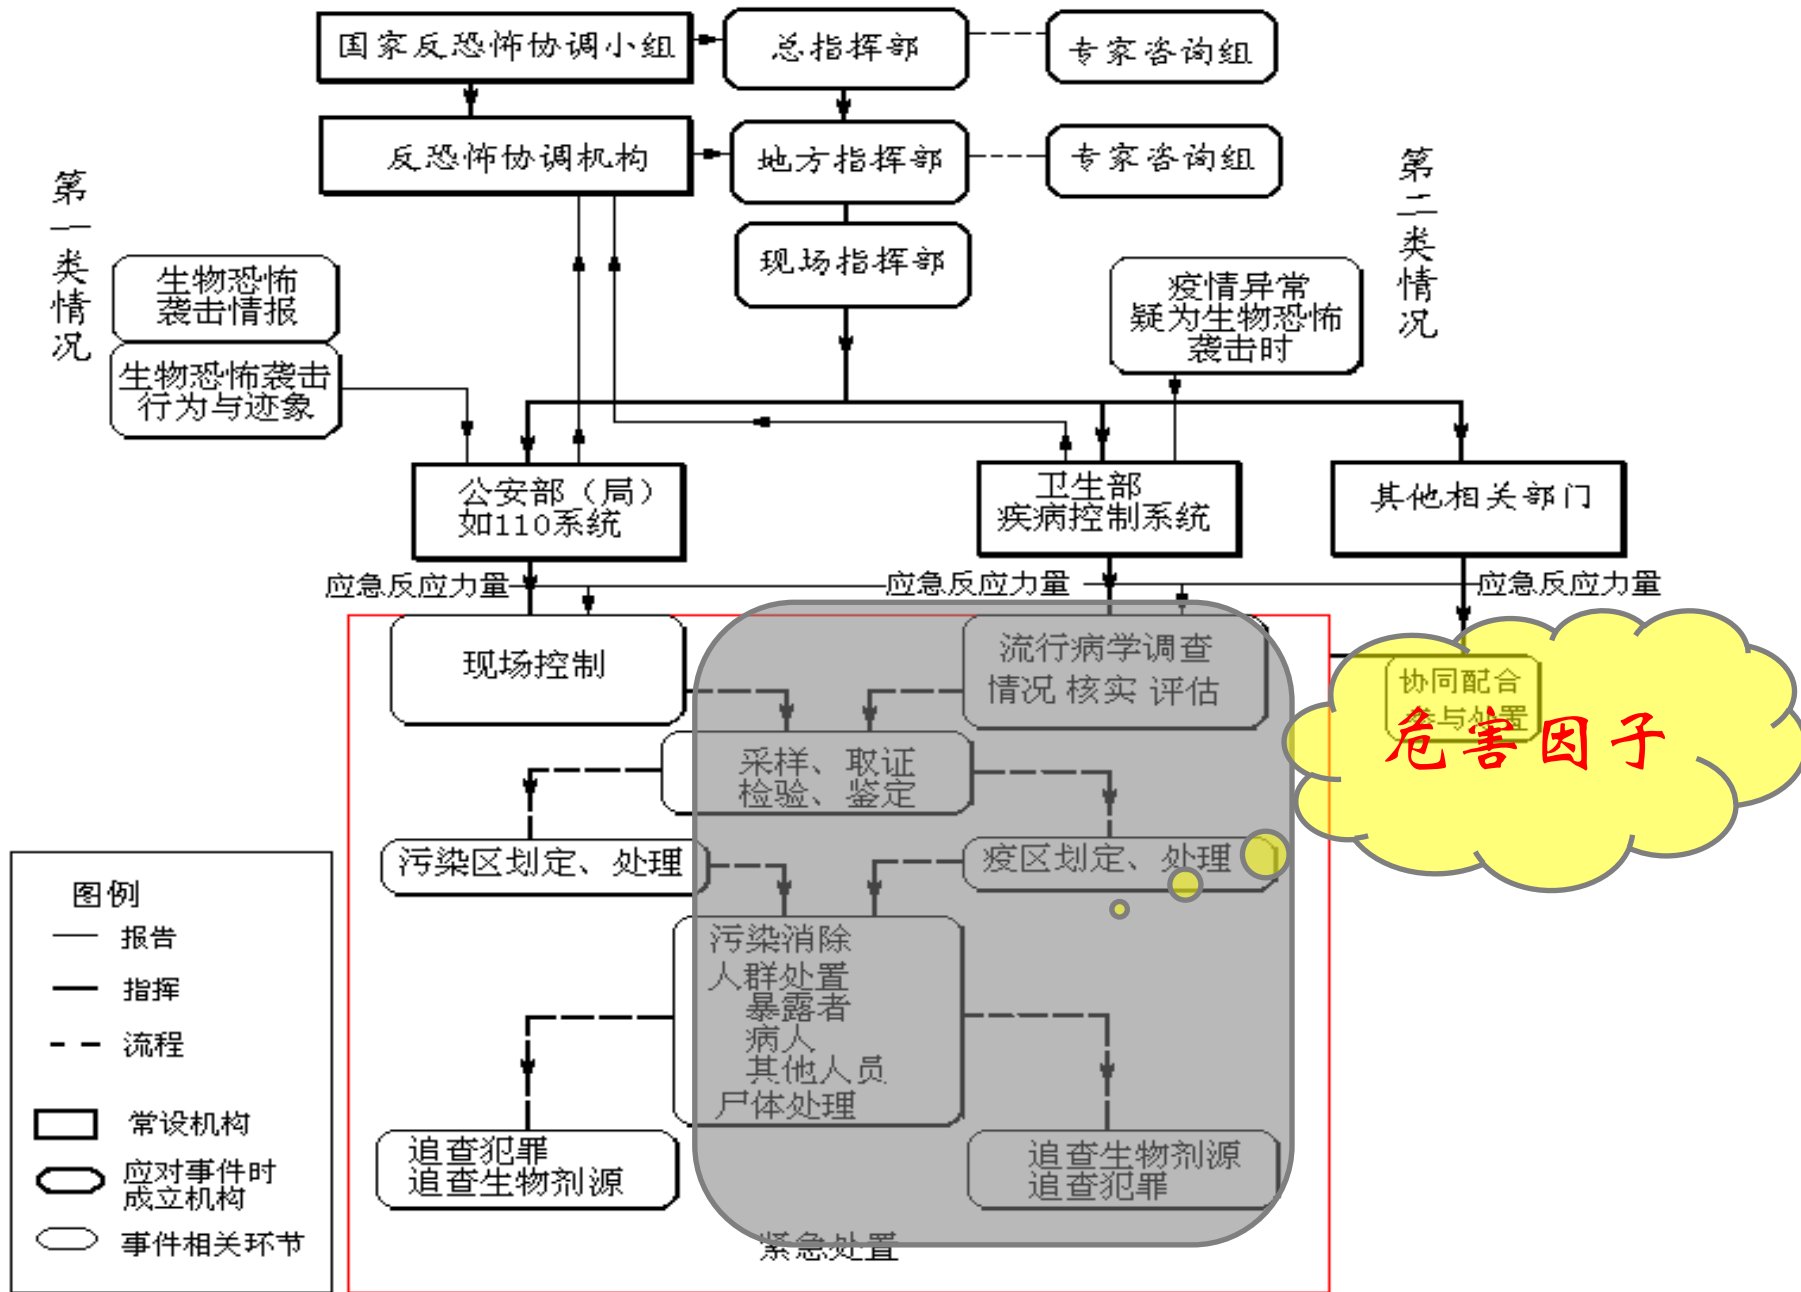 国家反恐怖协调小组
总指挥部
专家咨询组
反恐怖协调机构
地方指挥部
专家咨询组
第一类情况
第二类情况
现场指挥部
生物恐怖
袭击情报
生物恐怖袭击
行为与迹象
疫情异常
疑为生物恐怖
袭击时
公安部（局）
如110系统
卫生部
疾病控制系统
其他相关部门
应急反应力量
应急反应力量
应急反应力量
现场控制
流行病学调查
情况 核实 评估
协同配合
参与处置
危害因子
采样、取证
检验、鉴定
污染区划定、处理
疫区划定、处理
污染消除
人群处置
暴露者
病人
其他人员
尸体处理
追查犯罪
追查生物剂源
追查生物剂源
追查犯罪
紧急处置
图例
报告
指挥
流程
常设机构
应对事件时
成立机构
事件相关环节